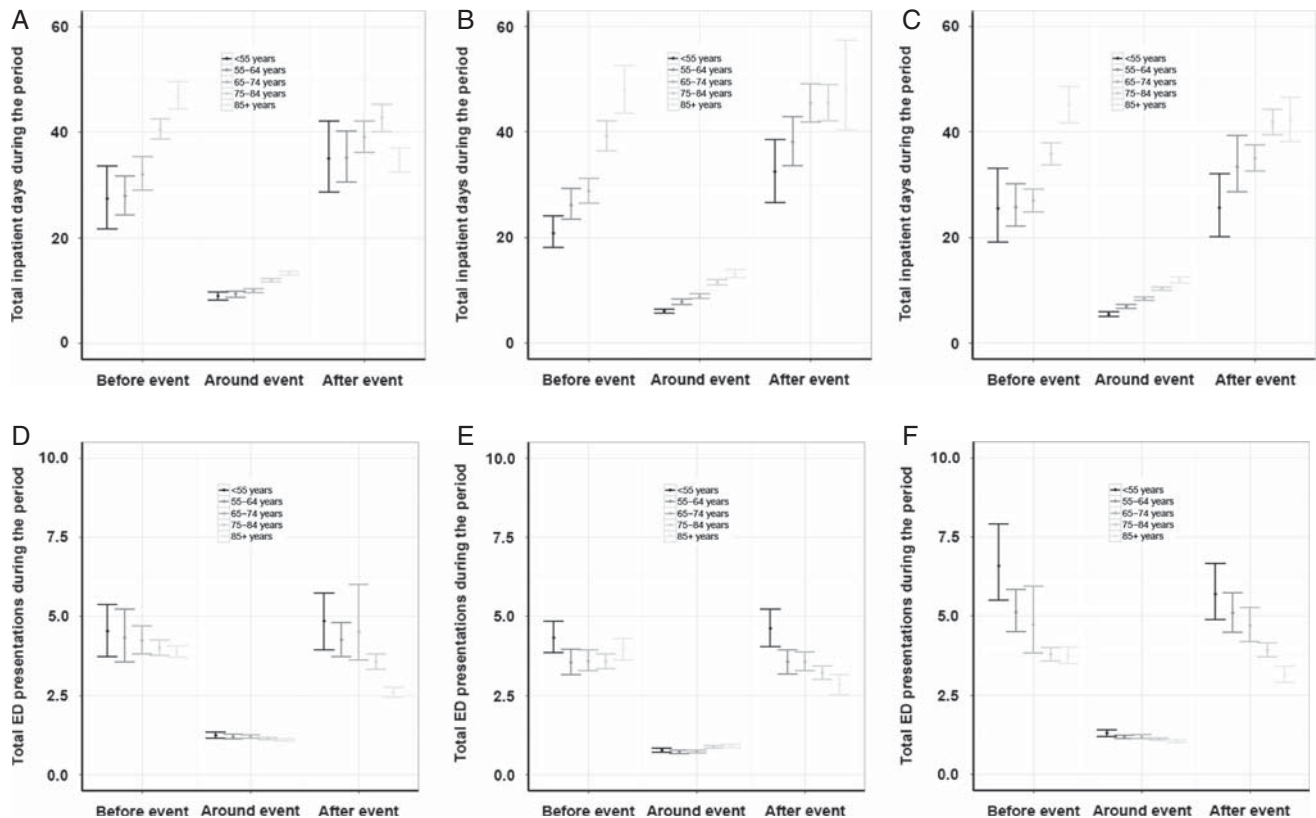 A
Total inpatient days during the period
60
40
20
0
<55 years
55–64 years
65–74 years
75–84 years
85+ years
Before event Around event After event
B
Total inpatient days during the period
60
40
20
0
<55 years
55–64 years
65–74 years
75–84 years
85+ years
Before event Around event After event
C
Total inpatient days during the period
60
40
20
0
<55 years
55–64 years
65–74 years
75–84 years
85+ years
Before event Around event After event
D
Total ED presentations during the period
10.0
7.5
5.0
2.5
0.0
<55 years
55–64 years
65–74 years
75–84 years
85+ years
Before event Around event After event
E
Total ED presentations during the period
10.0
7.5
5.0
2.5
0.0
<55 years
55–64 years
65–74 years
75–84 years
85+ years
Before event Around event After event
F
Total ED presentations during the period
10.0
7.5
5.0
2.5
0.0
<55 years
55–64 years
65–74 years
75–84 years
85+ years
Before event Around event After event